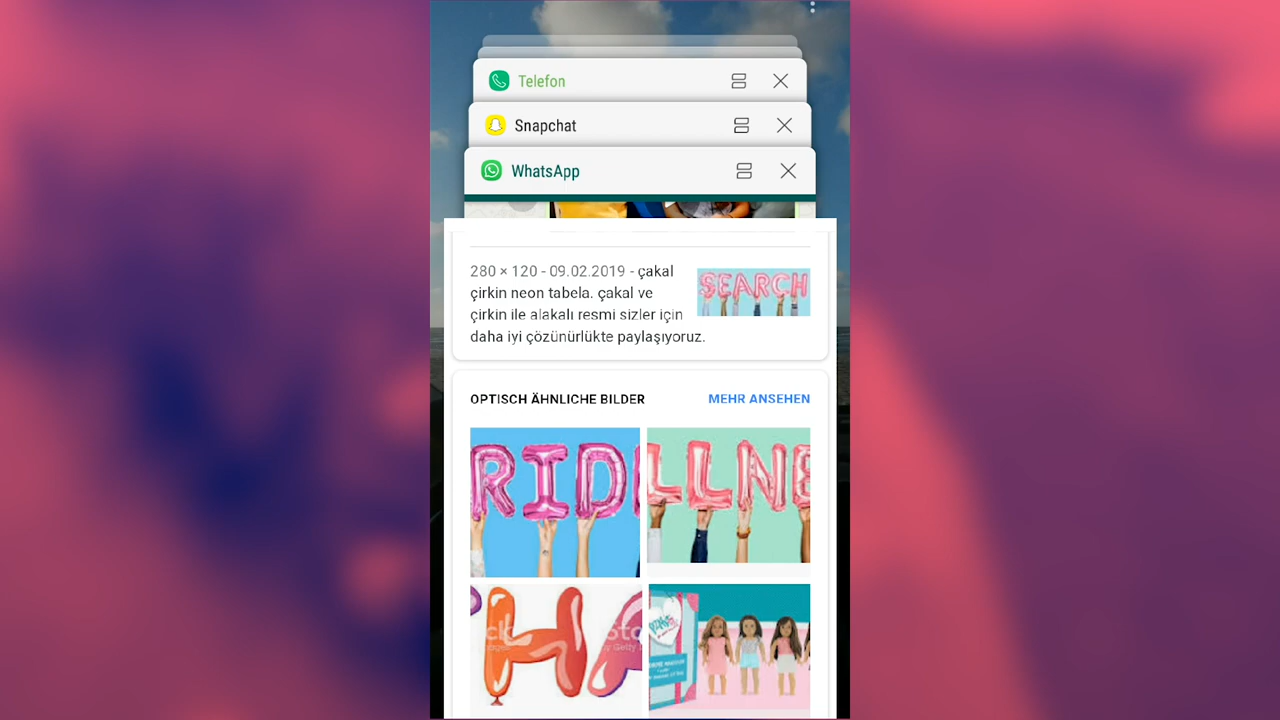 Telefon
Snapchat
WhatsApp
280 × 120 - 09.02.2019 - çakal
çirkin neon tabela. çakal ve
çirkin ile alakalı resmi sizler için
daha iyi çözünürlükte paylaşıyoruz.
SEARCH
OPTISCH ÄHNLICHE BILDER
MEHR ANSEHEN
RID
LLNE
HA